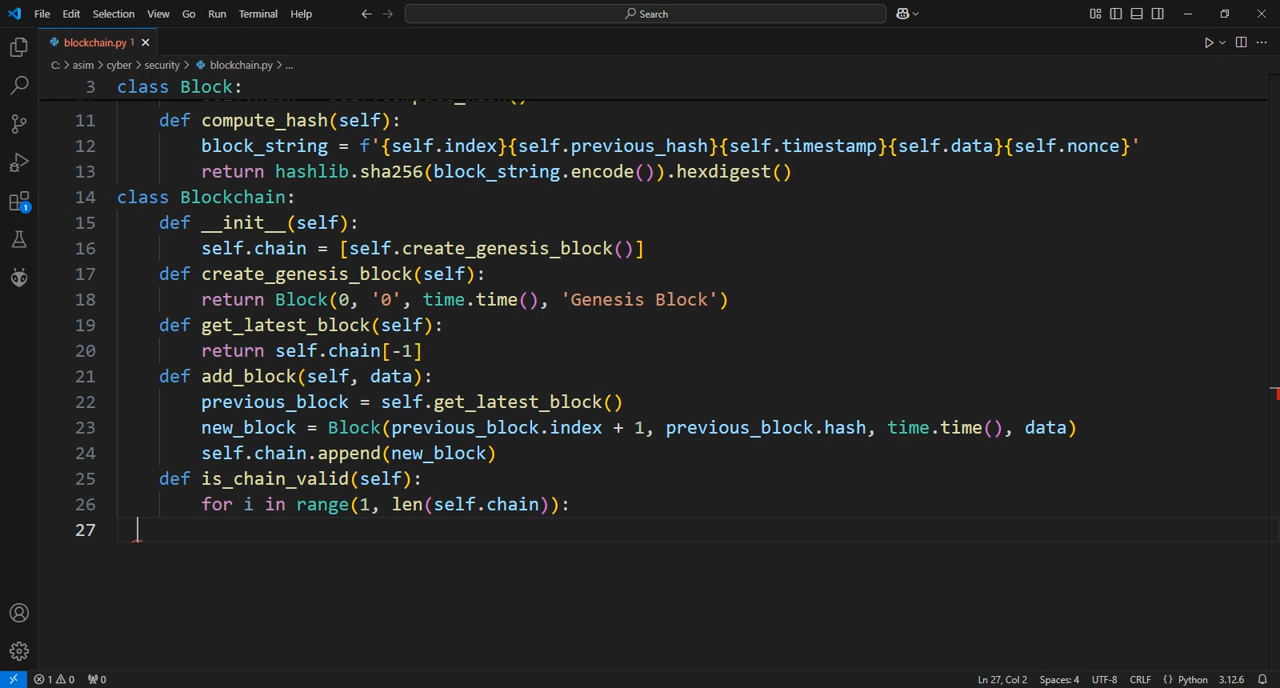 File Edit Selection View Go Run Terminal Help Search
blockchain.py 1
C: > asim > cyber > security > blockchain.py > ...
3 class Block:
11 def compute_hash(self):
12 block_string = f'{self.index}{self.previous_hash}{self.timestamp}{self.data}{self.nonce}'
13 return hashlib.sha256(block_string.encode()).hexdigest()
14 class Blockchain:
15 def __init__(self):
16 self.chain = [self.create_genesis_block()]
17 def create_genesis_block(self):
18 return Block(0, '0', time.time(), 'Genesis Block')
19 def get_latest_block(self):
20 return self.chain[-1]
21 def add_block(self, data):
22 previous_block = self.get_latest_block()
23 new_block = Block(previous_block.index + 1, previous_block.hash, time.time(), data)
24 self.chain.append(new_block)
25 def is_chain_valid(self):
26 for i in range(1, len(self.chain)):
27
1
1 0 0 Ln 27, Col 2 Spaces: 4 UTF-8 CRLF {} Python 3.12.6